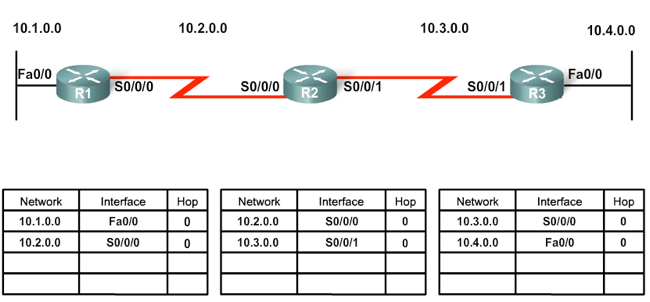 10.1.0.0 10.2.0.0 10.3.0.0 10.4.0.0
Fa0/0 R1 S0/0/0 S0/0/0 R2 S0/0/1 S0/0/1 R3 Fa0/0
Network Interface Hop Network Interface Hop Network Interface Hop
10.1.0.0 Fa0/0 0 10.2.0.0 S0/0/0 0 10.3.0.0 S0/0/0 0
10.2.0.0 S0/0/0 0 10.3.0.0 S0/0/1 0 10.4.0.0 Fa0/0 0